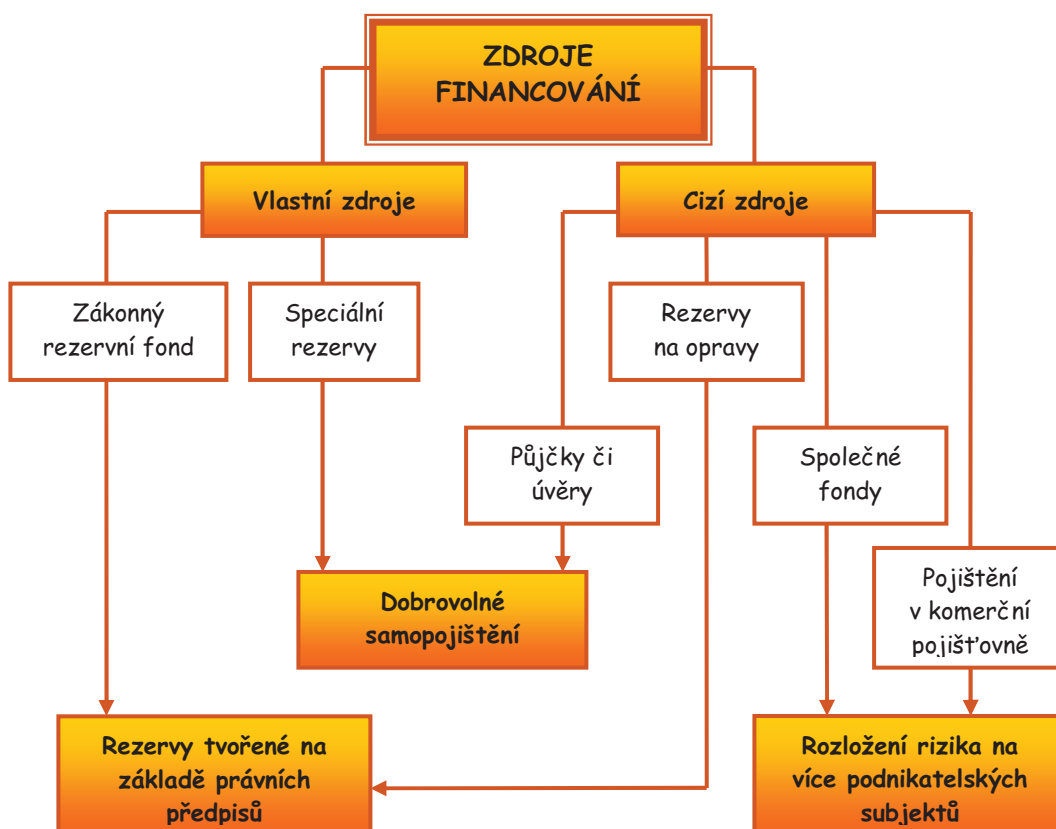 ZDROJE
FINANCOVÁNÍ
Vlastní zdroje
Cizí zdroje
Zákonný
rezervní fond
Speciální
rezervy
Rezervy
na opravy
Půjčky či
úvěry
Společné
fondy
Pojištění
v komerční
pojišťovně
Dobrovolné
samopojištění
Rezervy tvořené na
základě právních
předpisů
Rozložení rizika na
více podnikatelských
subjektů